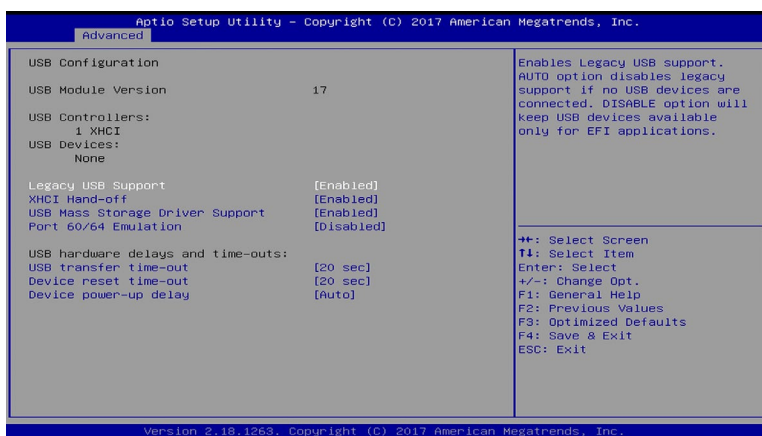 Aptio Setup Utility – Copyright (C) 2017 American Megatrends, Inc.
Advanced
USB Configuration
USB Module Version 17
USB Controllers:
1 XHCI
USB Devices:
None
Legacy USB Support [Enabled]
XHCI Hand-off [Enabled]
USB Mass Storage Driver Support [Enabled]
Port 60/64 Emulation [Disabled]
USB hardware delays and time-outs:
USB transfer time-out [20 sec]
Device reset time-out [20 sec]
Device power-up delay [Auto]
Enables Legacy USB support.
AUTO option disables legacy
support if no USB devices are
connected. DISABLE option will
keep USB devices available
only for EFI applications.
→←: Select Screen
↑↓: Select Item
Enter: Select
+/-: Change Opt.
F1: General Help
F2: Previous Values
F3: Optimized Defaults
F4: Save & Exit
ESC: Exit
Version 2.18.1263. Copyright (C) 2017 American Megatrends, Inc.